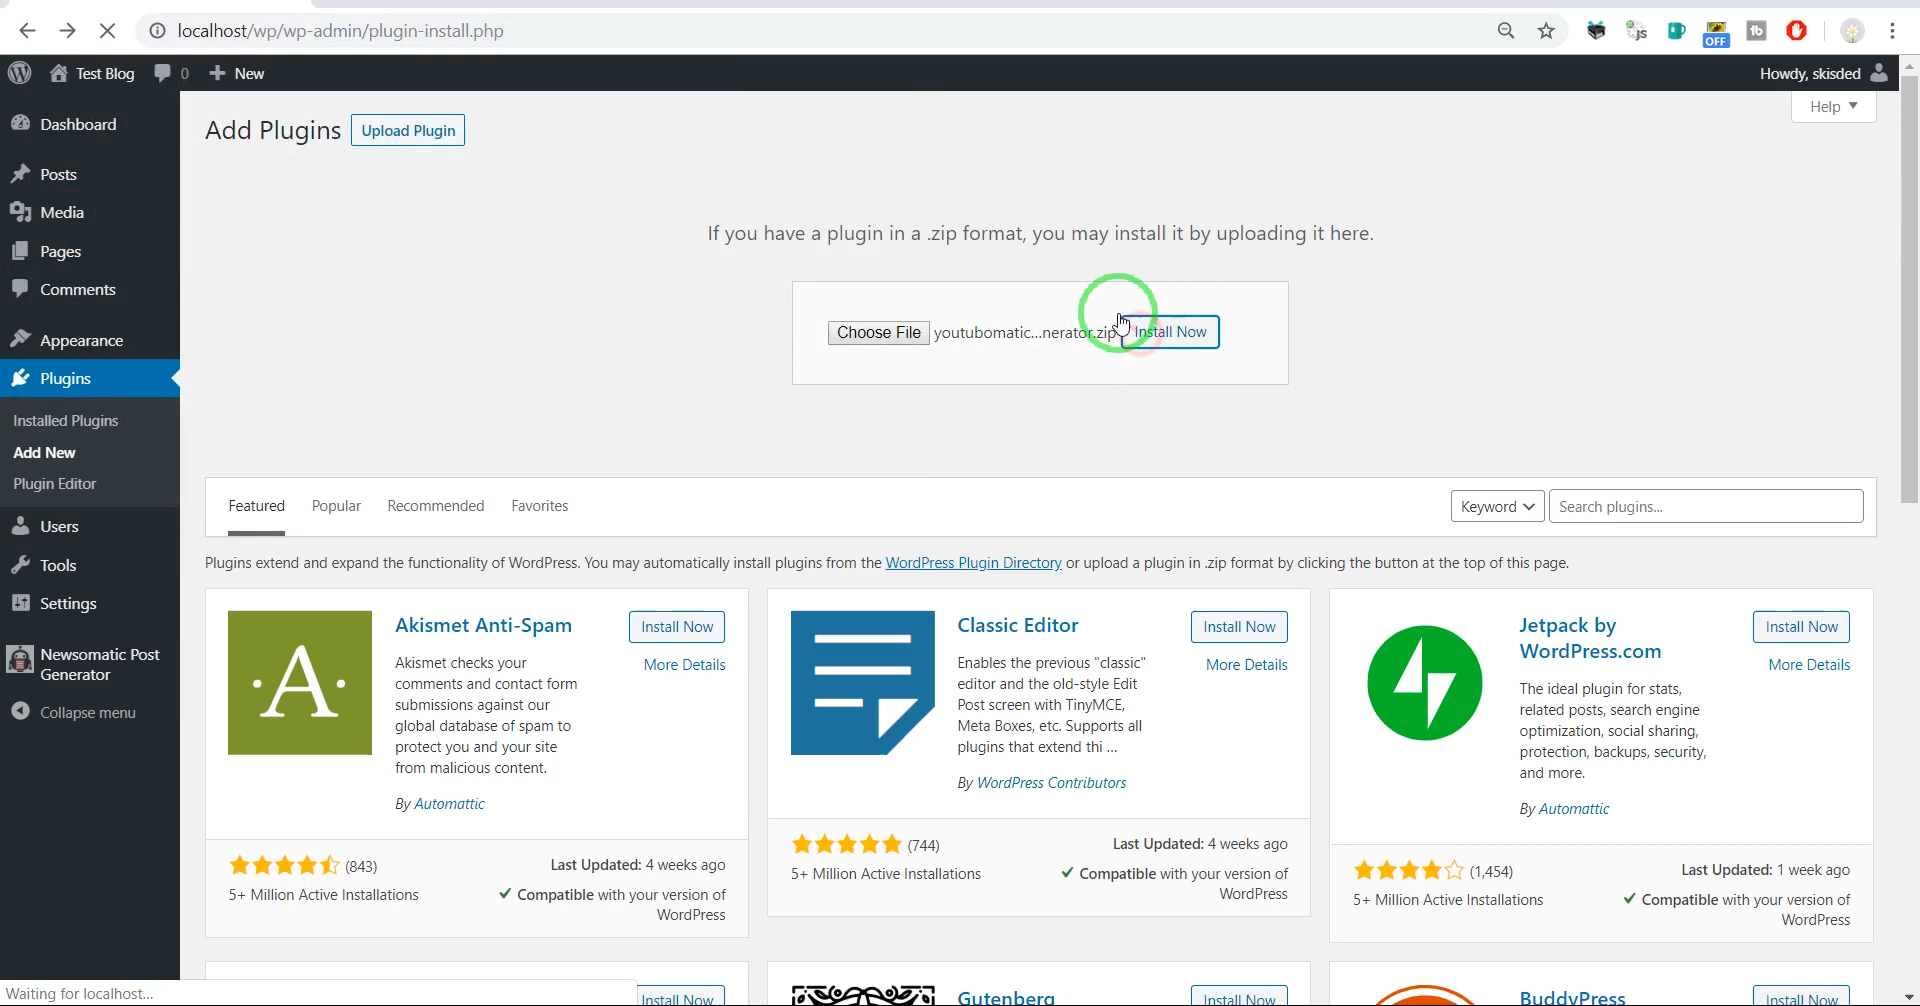 localhost/wp/wp-admin/plugin-install.php
OFF
js
tb
Test Blog
0
New
Howdy, skisded
Help
Dashboard
Posts
Media
Pages
Comments
Appearance
Plugins
Installed Plugins
Add New
Plugin Editor
Users
Tools
Settings
Newsomatic Post
Generator
Collapse menu
Add Plugins
Upload Plugin
If you have a plugin in a .zip format, you may install it by uploading it here.
Choose File youtubomatic...nerator.zip Install Now
Featured Popular Recommended Favorites
Keyword
Search plugins...
Plugins extend and expand the functionality of WordPress. You may automatically install plugins from the WordPress Plugin Directory or upload a plugin in .zip format by clicking the button at the top of this page.
A
Akismet Anti-Spam
Install Now
More Details
Akismet checks your
comments and contact form
submissions against our
global database of spam to
protect you and your site
from malicious content.
By Automattic
(843)
5+ Million Active Installations
Last Updated: 4 weeks ago
Compatible with your version of
WordPress
Classic Editor
Install Now
More Details
Enables the previous "classic"
editor and the old-style Edit
Post screen with TinyMCE,
Meta Boxes, etc. Supports all
plugins that extend thi ...
By WordPress Contributors
(744)
5+ Million Active Installations
Last Updated: 4 weeks ago
Compatible with your version of
WordPress
Jetpack by
WordPress.com
Install Now
More Details
The ideal plugin for stats,
related posts, search engine
optimization, social sharing,
protection, backups, security,
and more.
By Automattic
(1,454)
5+ Million Active Installations
Last Updated: 1 week ago
Compatible with your version of
WordPress
Install Now
Gutenberg
Install Now
BuddyPress
Install Now
Waiting for localhost...